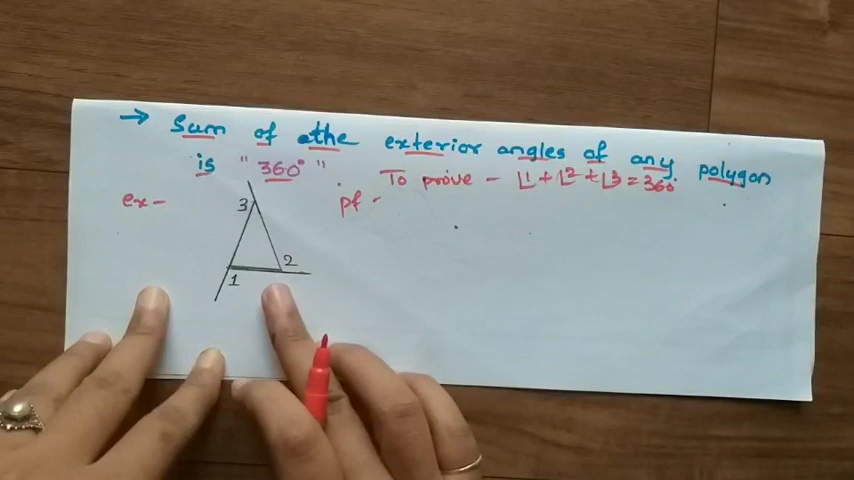 → Sum of the exterior angles of any polygon
is "360°"
To prove - ∠1 + ∠2 + ∠3 = 360°
ex-
pf -
3
2
1